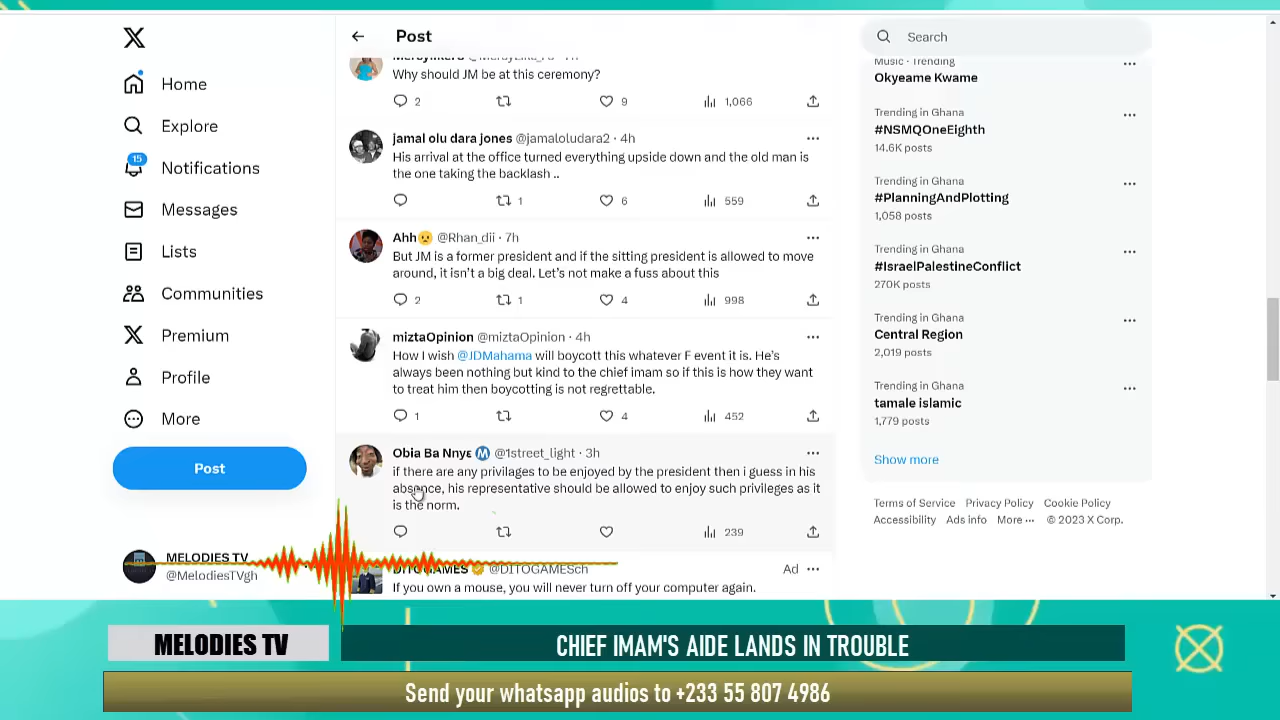 Post
Search
Home
Explore
15
Notifications
Messages
Lists
Communities
Premium
Profile
More
Post
MELODIES TV
@MelodiesTVgh
Why should JM be at this ceremony?
2 9 1,066
jamal olu dara jones @jamaloludara2 · 4h
His arrival at the office turned everything upside down and the old man is
the one taking the backlash ..
1 6 559
Ahh @Rhan_dii · 7h
But JM is a former president and if the sitting president is allowed to move
around, it isn't a big deal. Let's not make a fuss about this
2 1 4 998
miztaOpinion @miztaOpinion · 4h
How I wish @JDMahama will boycott this whatever F event it is. He's
always been nothing but kind to the chief imam so if this is how they want
to treat him then boycotting is not regrettable.
1 4 452
Obia Ba Nnyɛ M @1street_light · 3h
if there are any privilages to be enjoyed by the president then i guess in his
absence, his representative should be allowed to enjoy such privileges as it
is the norm.
239
DITOGAMES @DITOGAMESch Ad
If you own a mouse, you will never turn off your computer again.
Music · Trending
Okyeame Kwame
Trending in Ghana
#NSMQOneEighth
14.6K posts
Trending in Ghana
#PlanningAndPlotting
1,058 posts
Trending in Ghana
#IsraelPalestineConflict
270K posts
Trending in Ghana
Central Region
2,019 posts
Trending in Ghana
tamale islamic
1,779 posts
Show more
Terms of Service Privacy Policy Cookie Policy
Accessibility Ads info More ··· © 2023 X Corp.
MELODIES TV
CHIEF IMAM'S AIDE LANDS IN TROUBLE
Send your whatsapp audios to +233 55 807 4986